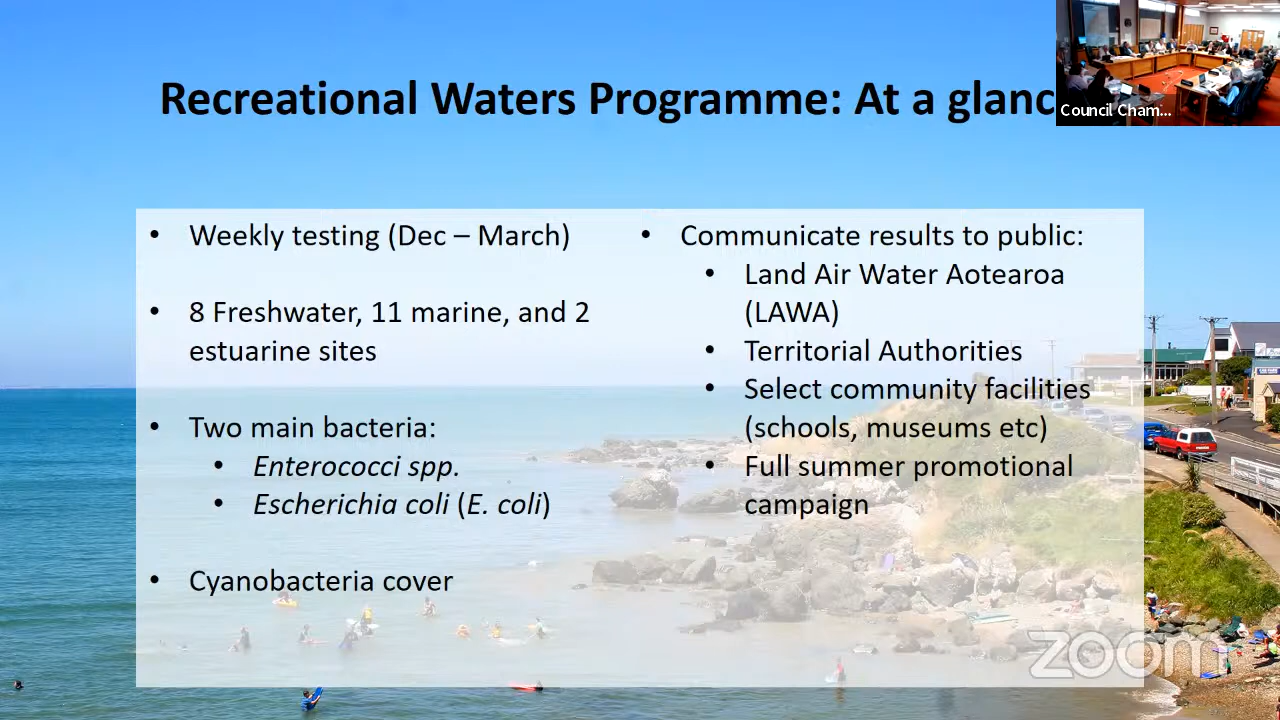 Recreational Waters Programme: At a glanc
Council Cham...
• Weekly testing (Dec – March)
• 8 Freshwater, 11 marine, and 2
estuarine sites
• Two main bacteria:
• Enterococci spp.
• Escherichia coli (E. coli)
• Cyanobacteria cover
• Communicate results to public:
• Land Air Water Aotearoa
(LAWA)
• Territorial Authorities
• Select community facilities
(schools, museums etc)
• Full summer promotional
campaign
zoom